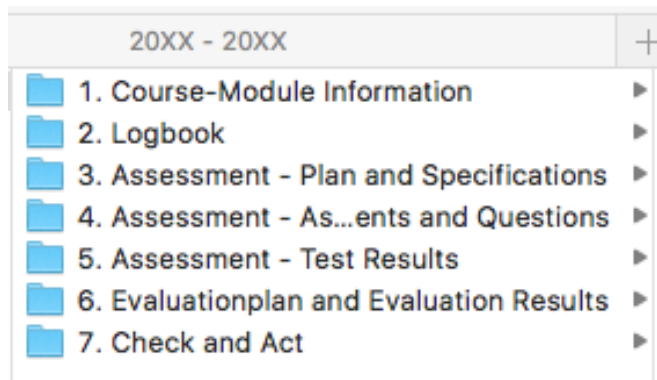 20XX - 20XX
1. Course-Module Information
2. Logbook
3. Assessment - Plan and Specifications
4. Assessment - As...ents and Questions
5. Assessment - Test Results
6. Evaluationplan and Evaluation Results
7. Check and Act